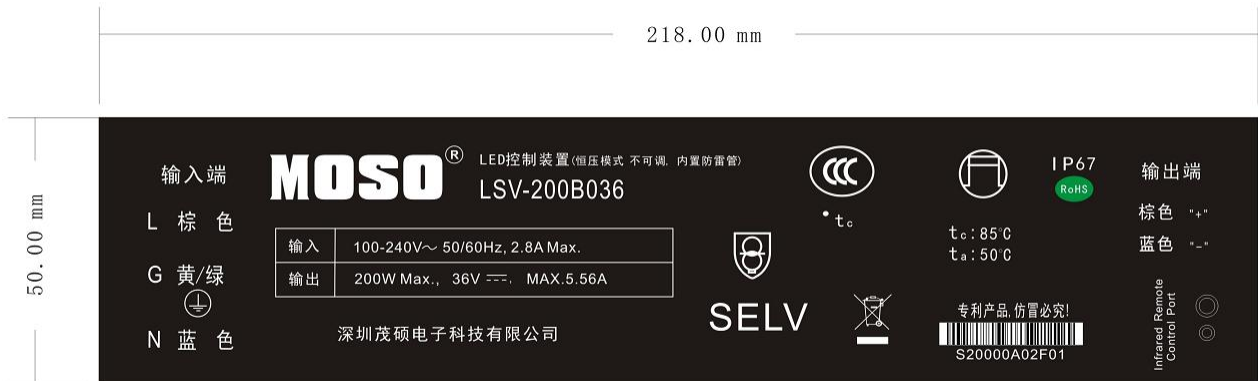 218.00 mm
50.00 mm
输入端
L 棕 色
G 黄/绿
N 蓝 色
MOSO®
LED控制装置(恒压模式 不可调, 内置防雷管)
LSV-200B036
输入 100-240V～ 50/60Hz, 2.8A Max.
输出 200W Max., 36V ⎓, MAX.5.56A
深圳茂硕电子科技有限公司
CCC
tc
SELV
tc:85℃
ta:50℃
IP67
RoHS
专利产品,仿冒必究!
S20000A02F01
输出端
棕色 "+"
蓝色 "-"
Infrared Remote
Control Port